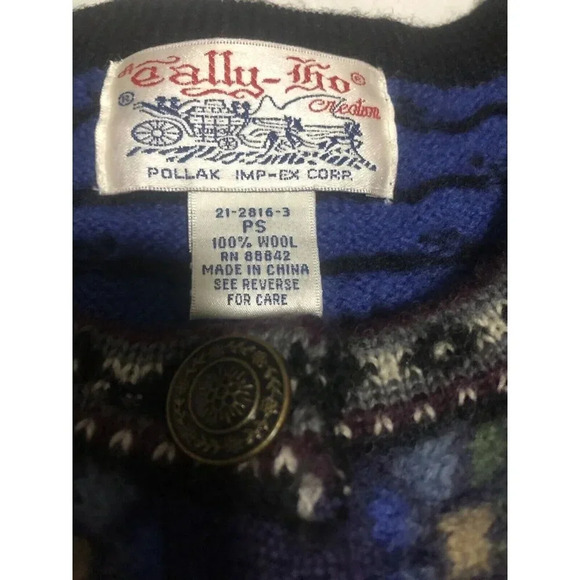 A Tally-Ho®
®
Creation
POLLAK IMP-EX CORP.
21-2816-3
PS
100% WOOL
RN 88842
MADE IN CHINA
SEE REVERSE
FOR CARE